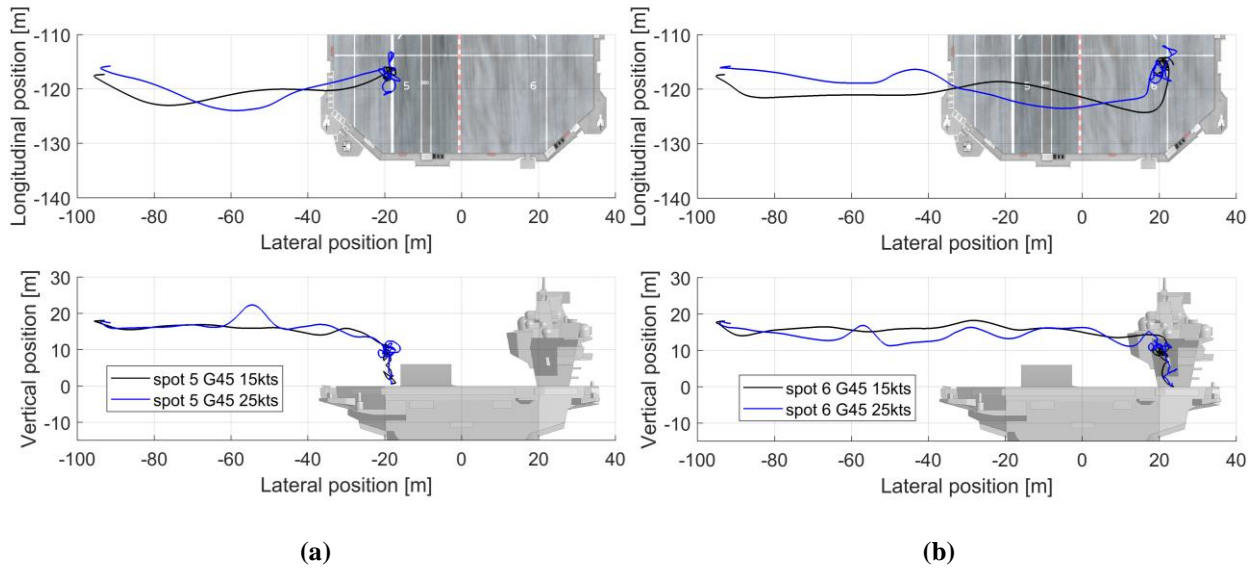 -110
-120
-130
-140
Longitudinal position [m]
5
6
-100 -80 -60 -40 -20 0 20 40
Lateral position [m]
-110
-120
-130
-140
Longitudinal position [m]
5
6
-100 -80 -60 -40 -20 0 20 40
Lateral position [m]
30
20
10
0
-10
Vertical position [m]
spot 5 G45 15kts
spot 5 G45 25kts
-100 -80 -60 -40 -20 0 20 40
Lateral position [m]
30
20
10
0
-10
Vertical position [m]
spot 6 G45 15kts
spot 6 G45 25kts
-100 -80 -60 -40 -20 0 20 40
Lateral position [m]
(a)
(b)